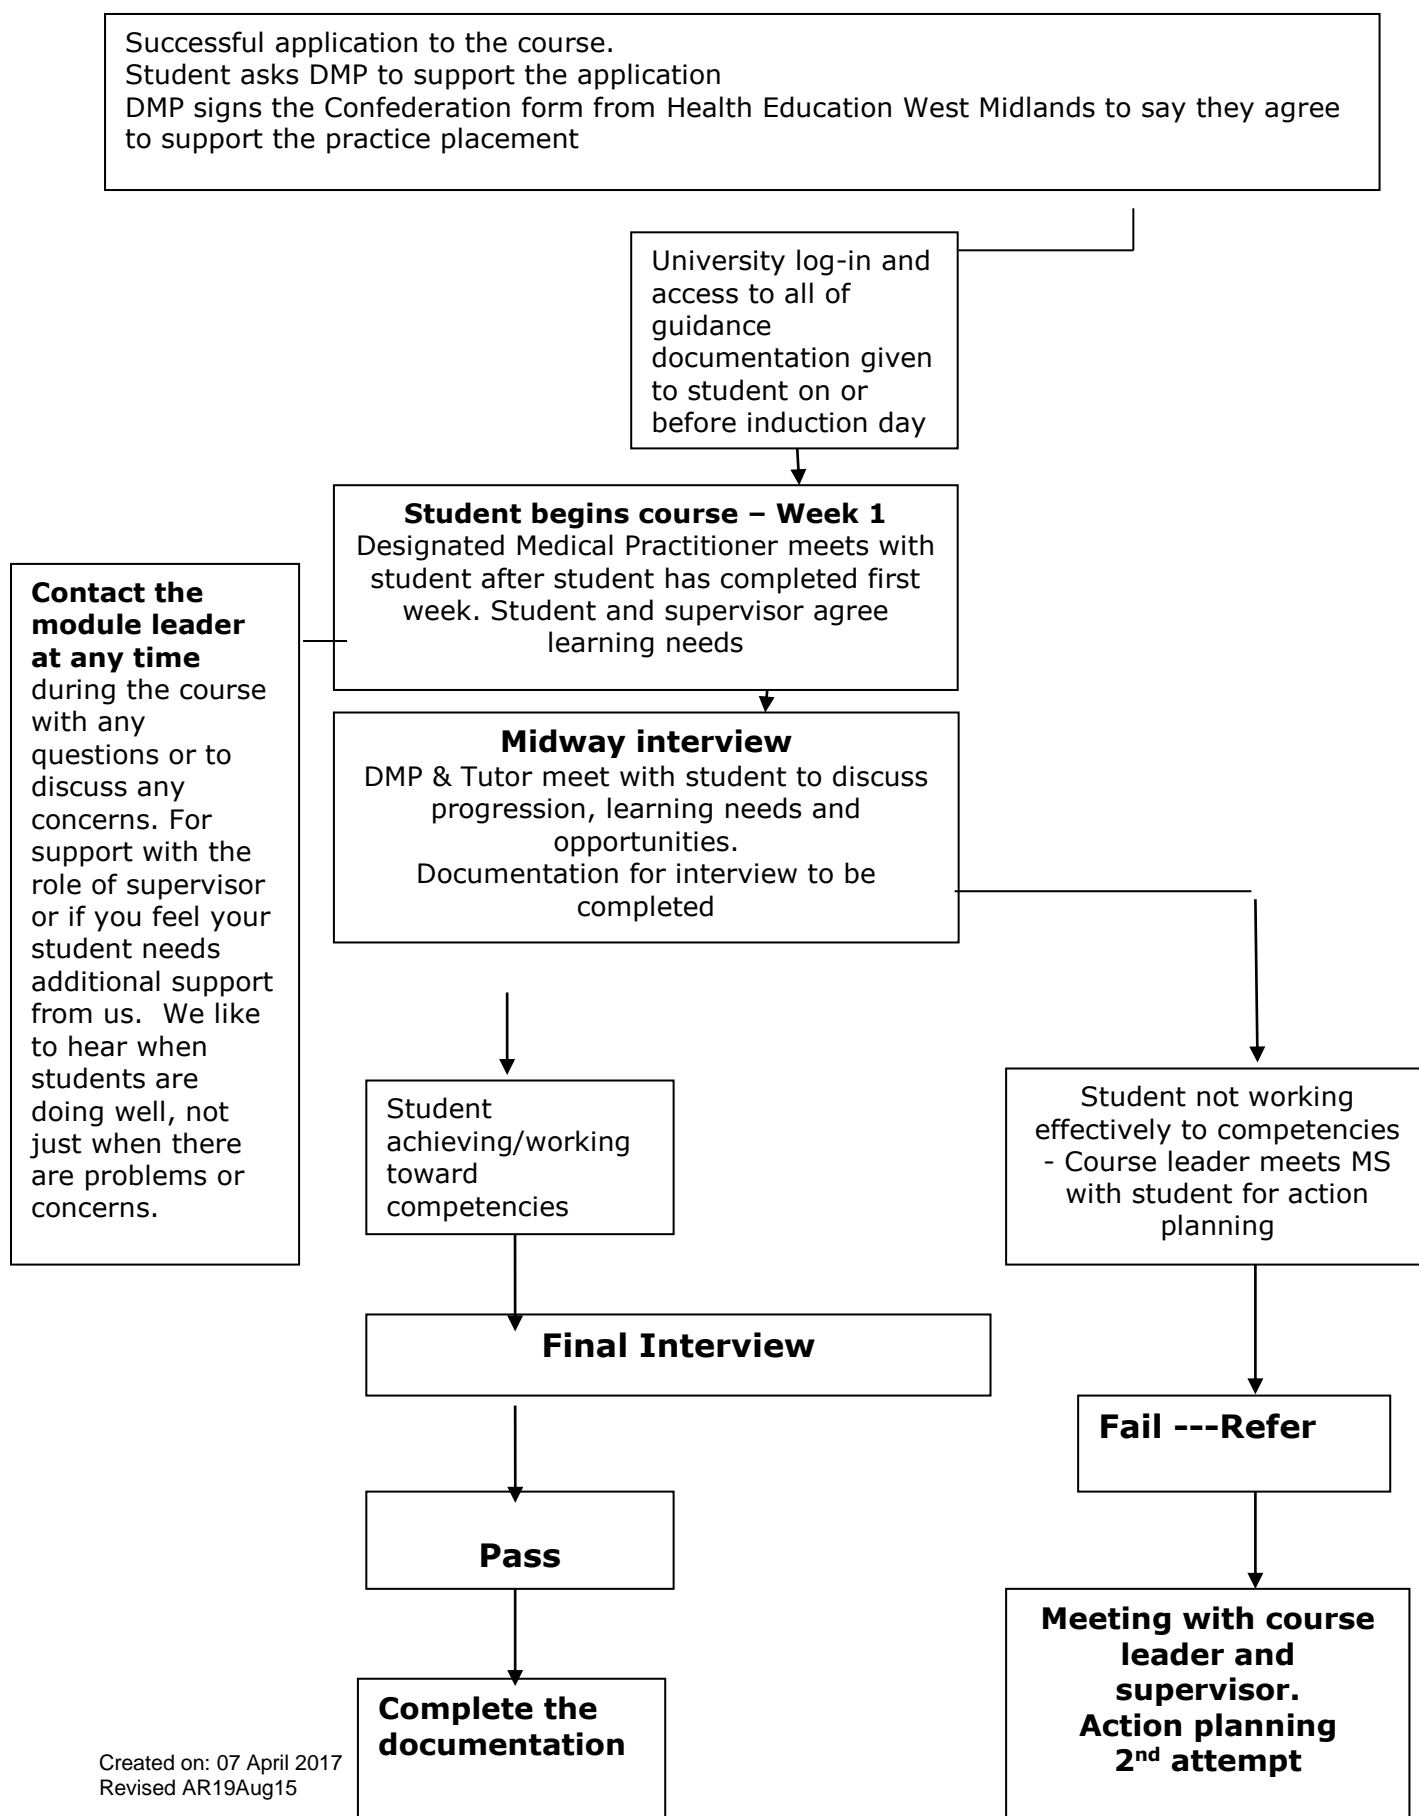 Successful application to the course.
Student asks DMP to support the application
DMP signs the Confederation form from Health Education West Midlands to say they agree
to support the practice placement
University log-in and
access to all of
guidance
documentation given
to student on or
before induction day
Student begins course – Week 1
Designated Medical Practitioner meets with
student after student has completed first
week. Student and supervisor agree
learning needs
Contact the
module leader
at any time
during the course
with any
questions or to
discuss any
concerns. For
support with the
role of supervisor
or if you feel your
student needs
additional support
from us.  We like
to hear when
students are
doing well, not
just when there
are problems or
concerns.
Midway interview
DMP & Tutor meet with student to discuss
progression, learning needs and
opportunities.
Documentation for interview to be
completed
Student
achieving/working
toward
competencies
Student not working
effectively to competencies
- Course leader meets MS
with student for action
planning
Final Interview
Fail ---Refer
Pass
Meeting with course
leader and
supervisor.
Action planning
2nd attempt
Complete the
documentation
Created on: 07 April 2017
Revised AR19Aug15